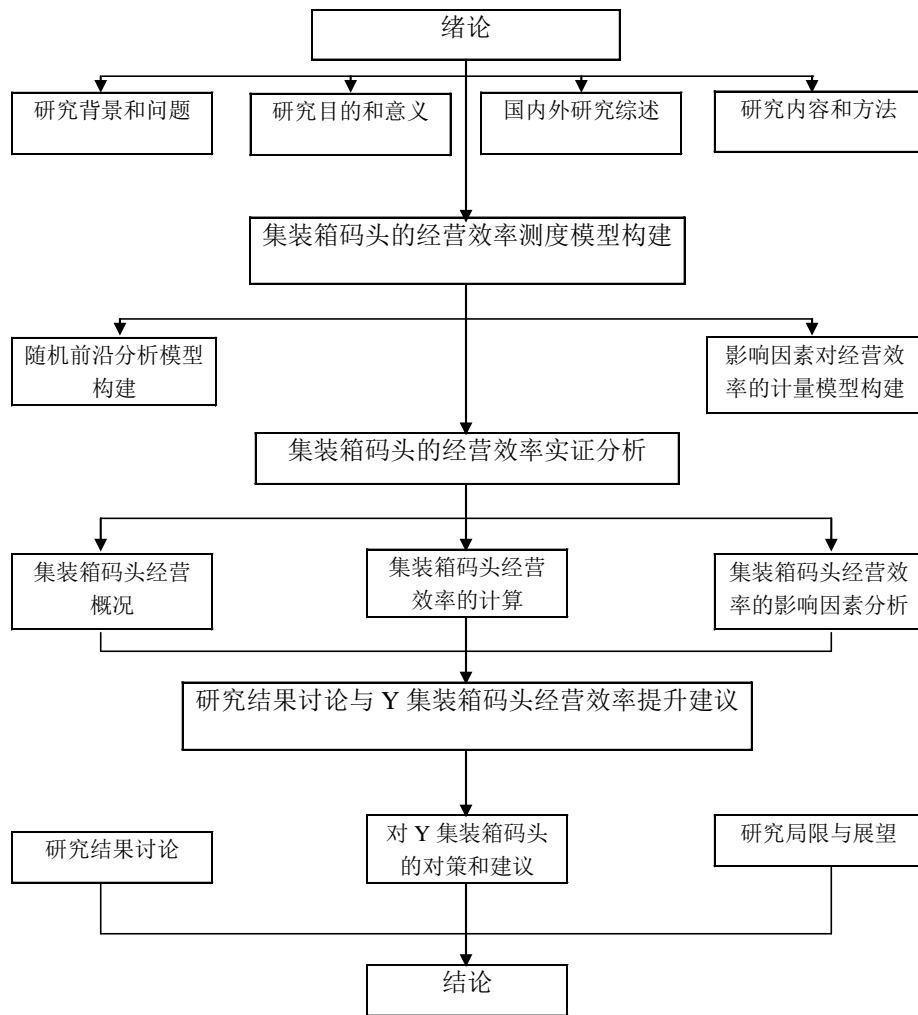 绪论
研究背景和问题
研究目的和意义
国内外研究综述
研究内容和方法
集装箱码头的经营效率测度模型构建
随机前沿分析模型
构建
影响因素对经营效
率的计量模型构建
集装箱码头的经营效率实证分析
集装箱码头经营
概况
集装箱码头经营
效率的计算
集装箱码头经营效
率的影响因素分析
研究结果讨论与 Y 集装箱码头经营效率提升建议
研究结果讨论
对 Y 集装箱码头
的对策和建议
研究局限与展望
结论